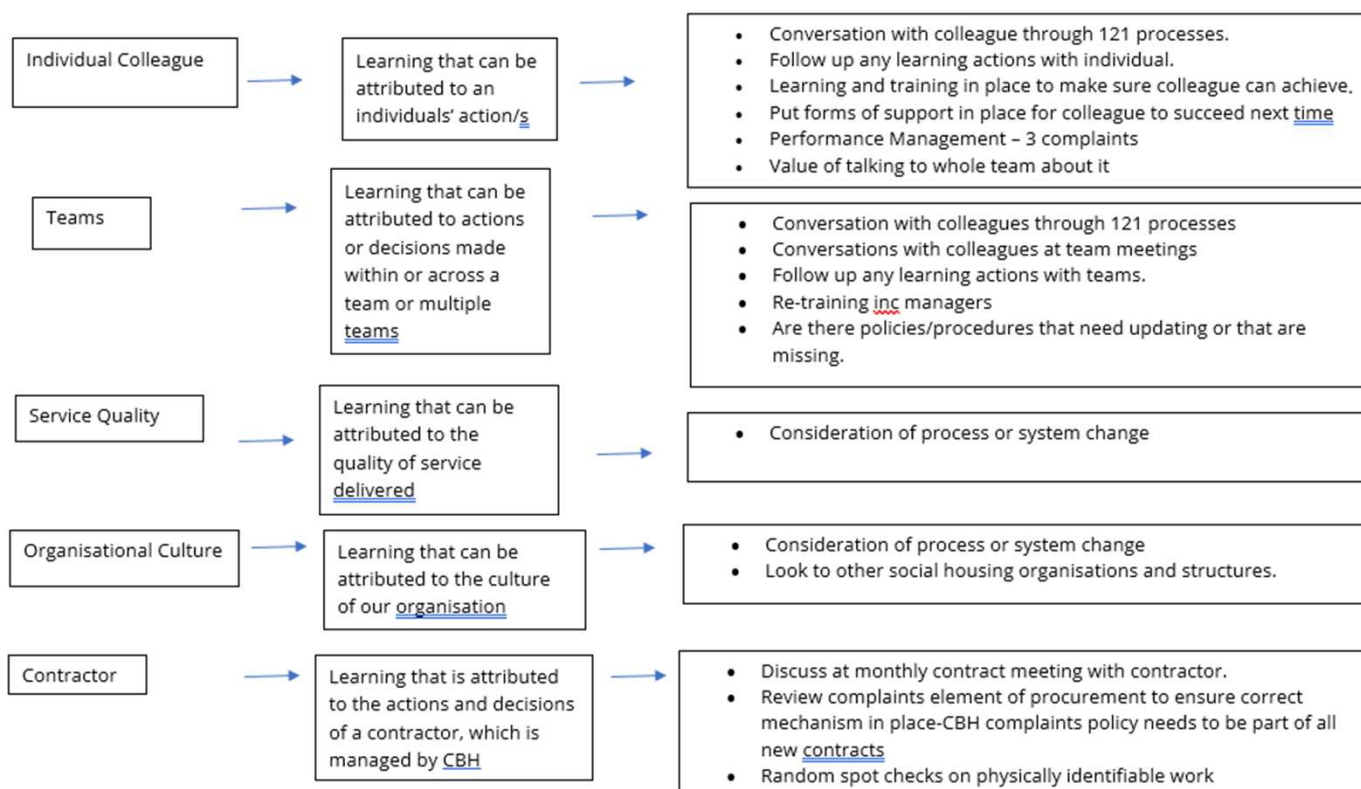 Individual Colleague
Learning that can be
attributed to an
individuals’ action/s
• Conversation with colleague through 121 processes.
• Follow up any learning actions with individual.
• Learning and training in place to make sure colleague can achieve.
• Put forms of support in place for colleague to succeed next time
• Performance Management – 3 complaints
• Value of talking to whole team about it
Teams
Learning that can be
attributed to actions
or decisions made
within or across a
team or multiple
teams
• Conversation with colleagues through 121 processes
• Conversations with colleagues at team meetings
• Follow up any learning actions with teams.
• Re-training inc managers
• Are there policies/procedures that need updating or that are
missing.
Service Quality
Learning that can be
attributed to the
quality of service
delivered
• Consideration of process or system change
Organisational Culture
Learning that can be
attributed to the culture
of our organisation
• Consideration of process or system change
• Look to other social housing organisations and structures.
Contractor
Learning that is attributed
to the actions and decisions
of a contractor, which is
managed by CBH
• Discuss at monthly contract meeting with contractor.
• Review complaints element of procurement to ensure correct
mechanism in place-CBH complaints policy needs to be part of all
new contracts
• Random spot checks on physically identifiable work